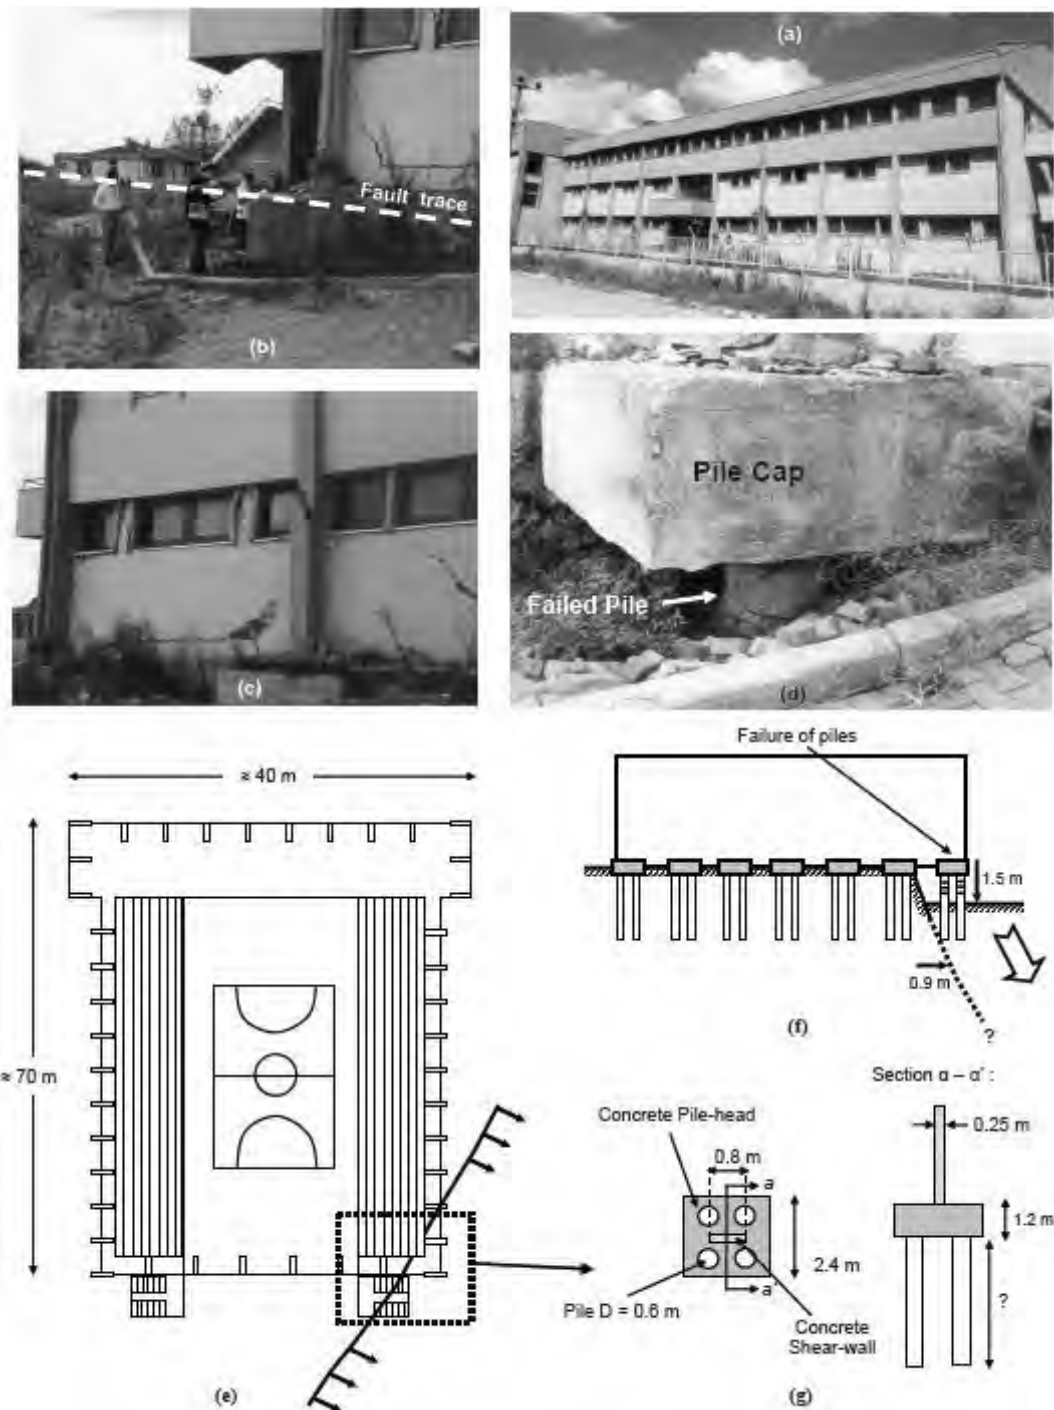 (a)
Fault trace
(b)
Pile Cap
Failed Pile
(c)
(d)
≈ 40 m
≈ 70 m
(e)
Failure of piles
1.5 m
0.9 m
?
(f)
Section α – α' :
Concrete Pile-head
0.8 m
a
0.25 m
1.2 m
2.4 m
a'
Pile D = 0.6 m
Concrete
Shear-wall
?
(g)